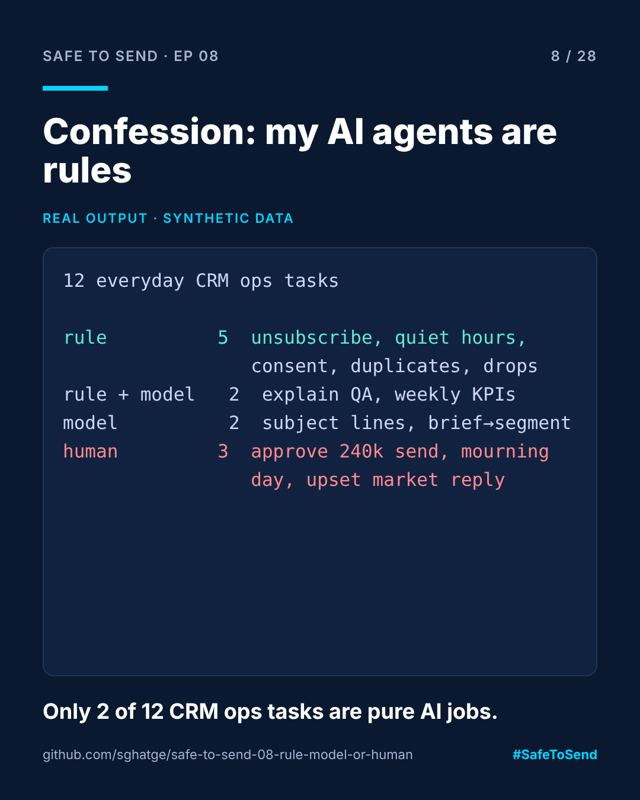 SAFE TO SEND · EP 08
8 / 28
Confession: my AI agents are
rules
REAL OUTPUT · SYNTHETIC DATA
12 everyday CRM ops tasks
rule 5 unsubscribe, quiet hours,
consent, duplicates, drops
rule + model 2 explain QA, weekly KPIs
model 2 subject lines, brief→segment
human 3 approve 240k send, mourning
day, upset market reply
Only 2 of 12 CRM ops tasks are pure AI jobs.
github.com/sghatge/safe-to-send-08-rule-model-or-human
#SafeToSend